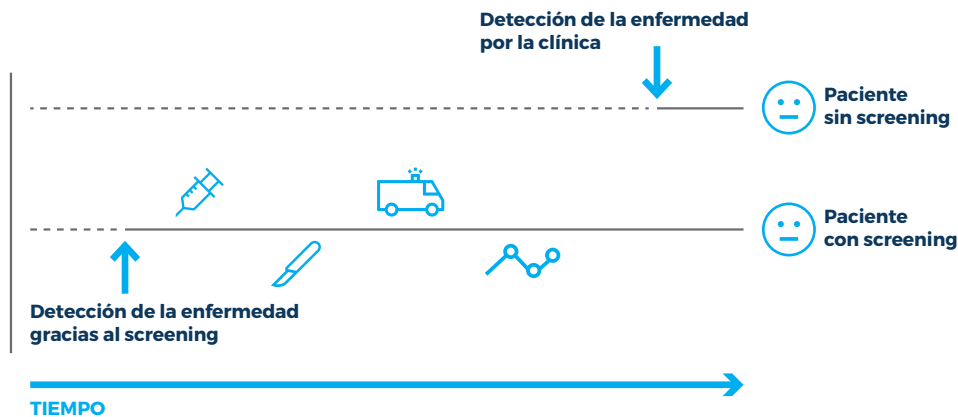 Detección de la enfermedad
por la clínica
Paciente
sin screening
Paciente
con screening
Detección de la enfermedad
gracias al screening
TIEMPO